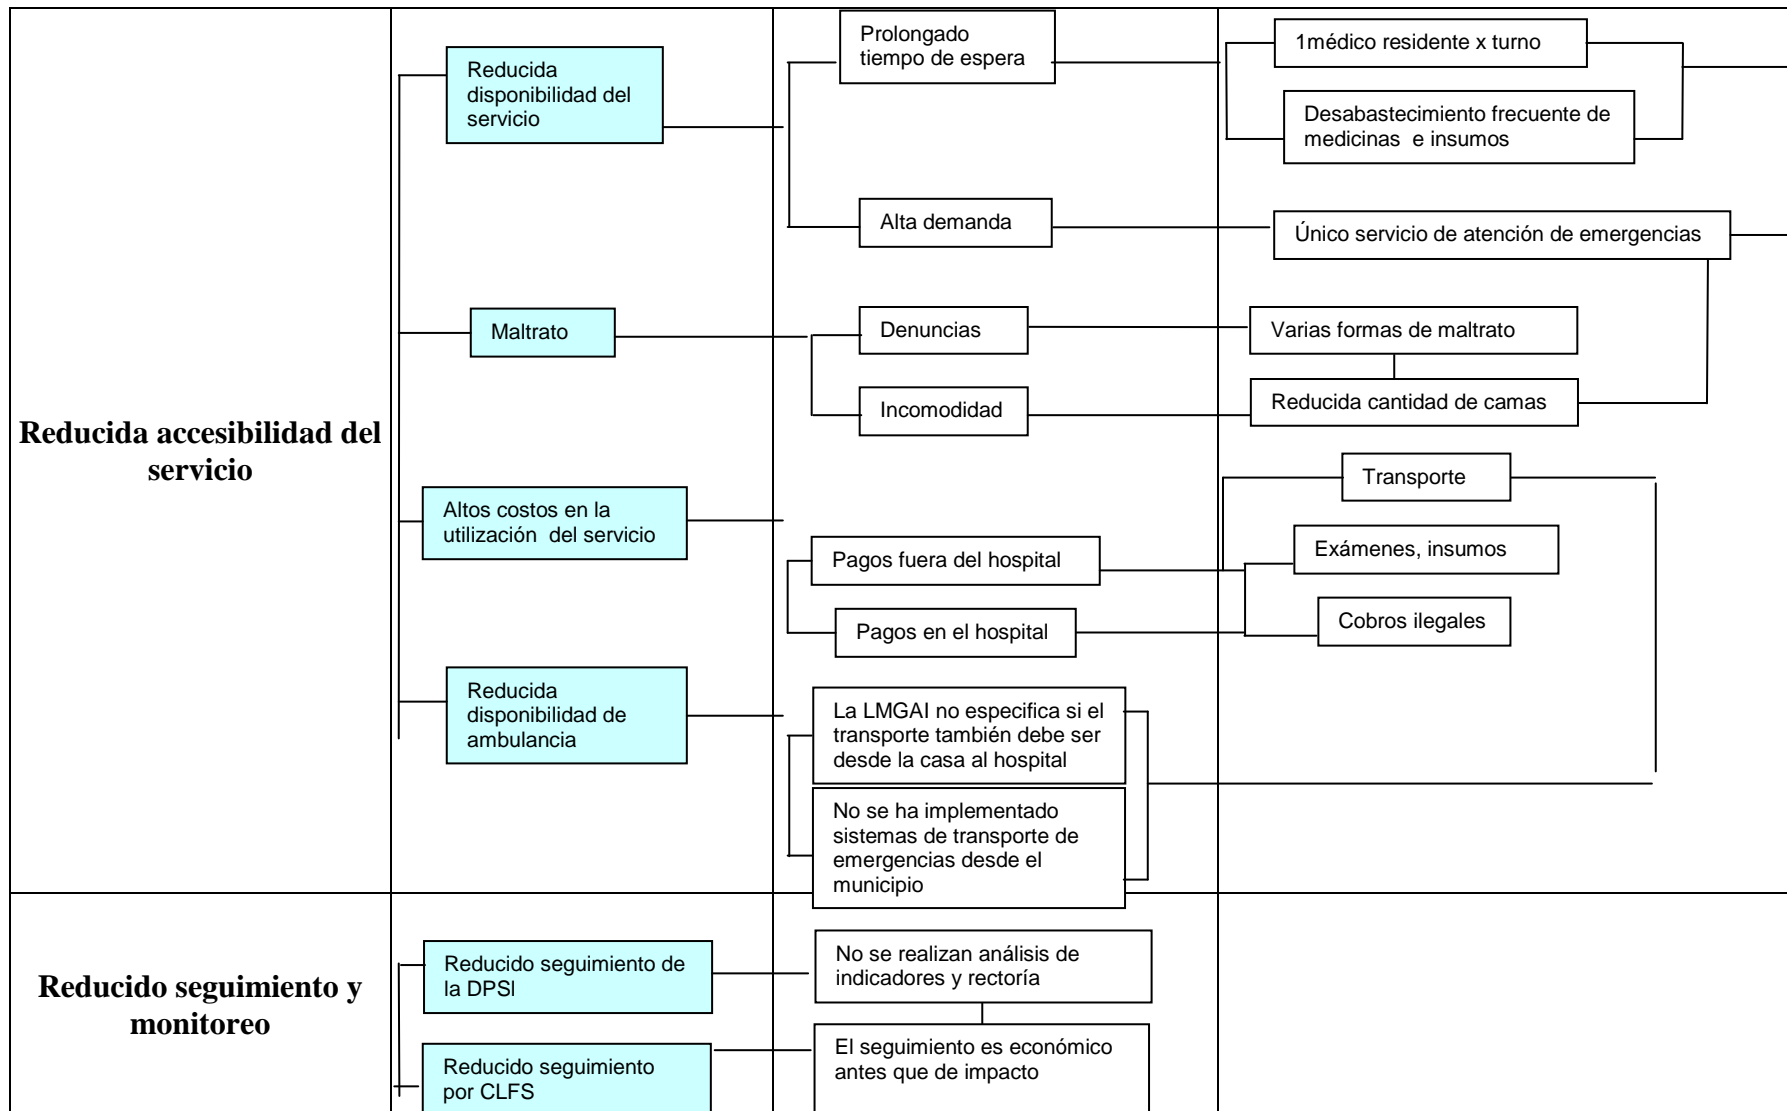 Reducida accesibilidad del
servicio
Reducida
disponibilidad del
servicio
Prolongado
tiempo de espera
1médico residente x turno
Desabastecimiento frecuente de
medicinas e insumos
Alta demanda
Único servicio de atención de emergencias
Maltrato
Denuncias
Varias formas de maltrato
Incomodidad
Reducida cantidad de camas
Altos costos en la
utilización del servicio
Pagos fuera del hospital
Transporte
Exámenes, insumos
Pagos en el hospital
Cobros ilegales
Reducida
disponibilidad de
ambulancia
La LMGAI no especifica si el
transporte también debe ser
desde la casa al hospital
No se ha implementado
sistemas de transporte de
emergencias desde el
municipio
Reducido seguimiento y
monitoreo
Reducido seguimiento de
la DPSl
No se realizan análisis de
indicadores y rectoría
Reducido seguimiento
por CLFS
El seguimiento es económico
antes que de impacto